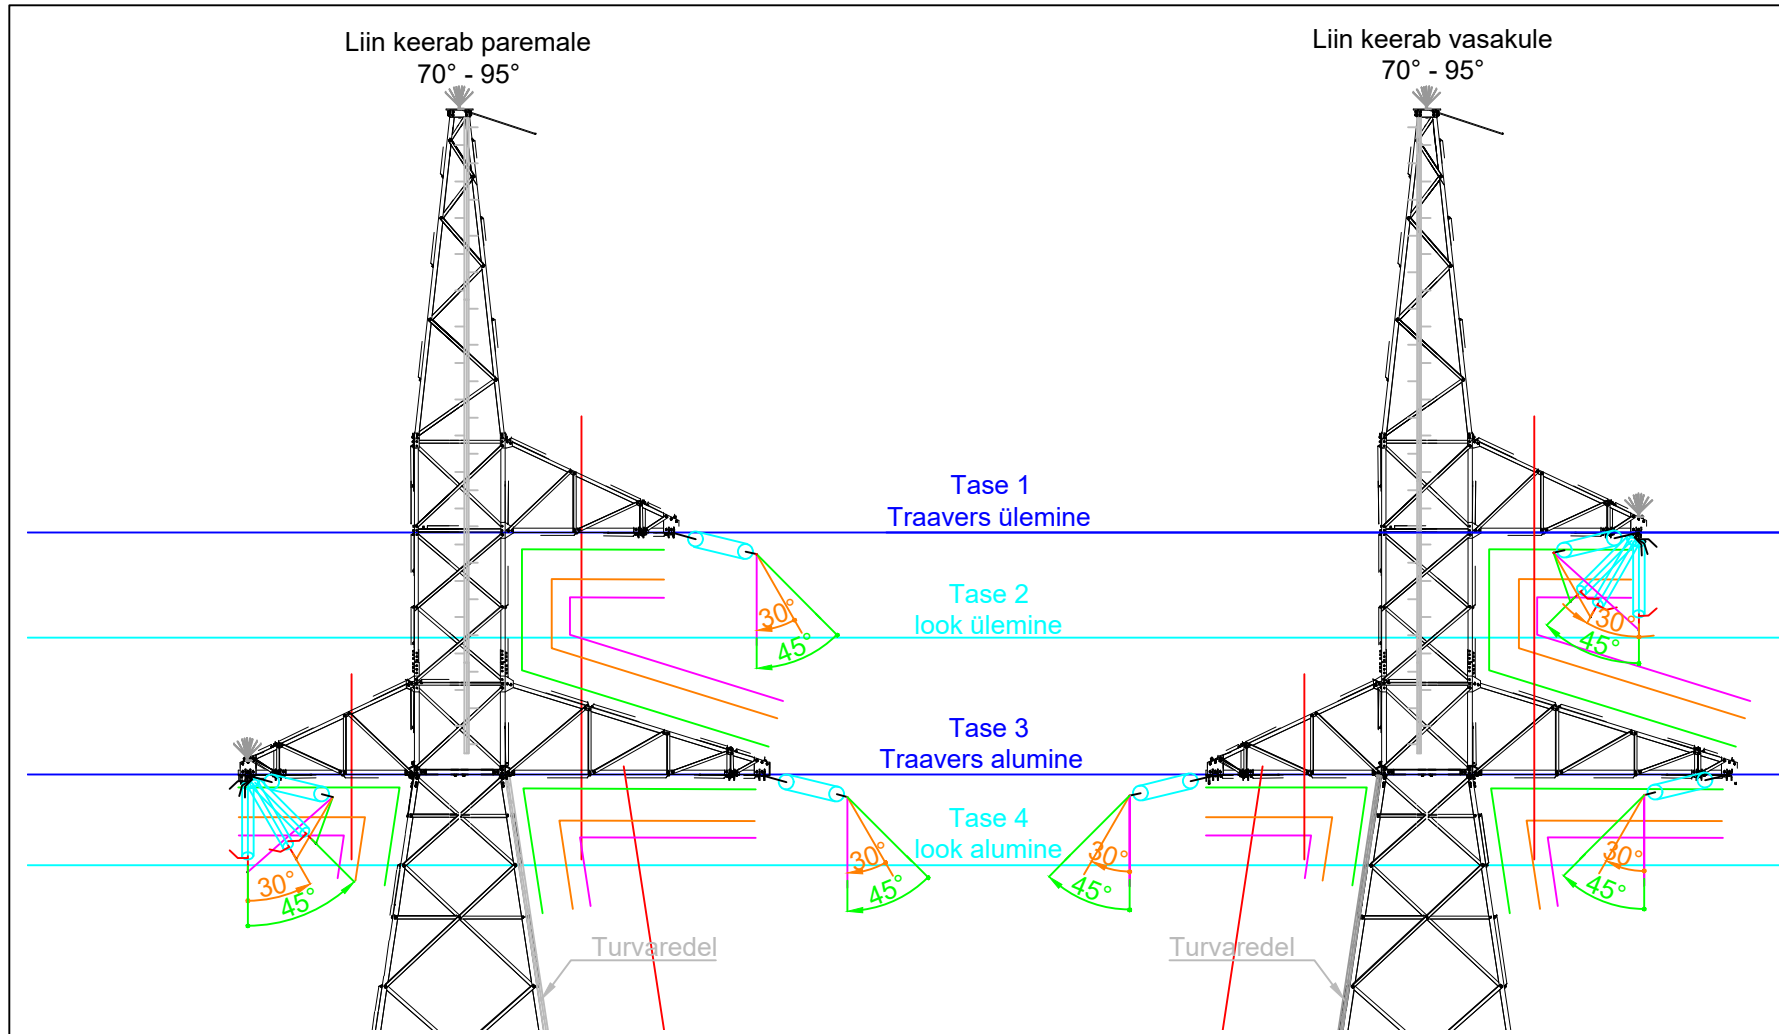 Liin keerab paremale
70° - 95°
Liin keerab vasakule
70° - 95°
Tase 1
Traavers ülemine
Tase 2
look ülemine
30°
45°
30°
45°
Tase 3
Traavers alumine
Tase 4
look alumine
30°
45°
30°
45°
30°
45°
30°
45°
Turvaredel
Turvaredel